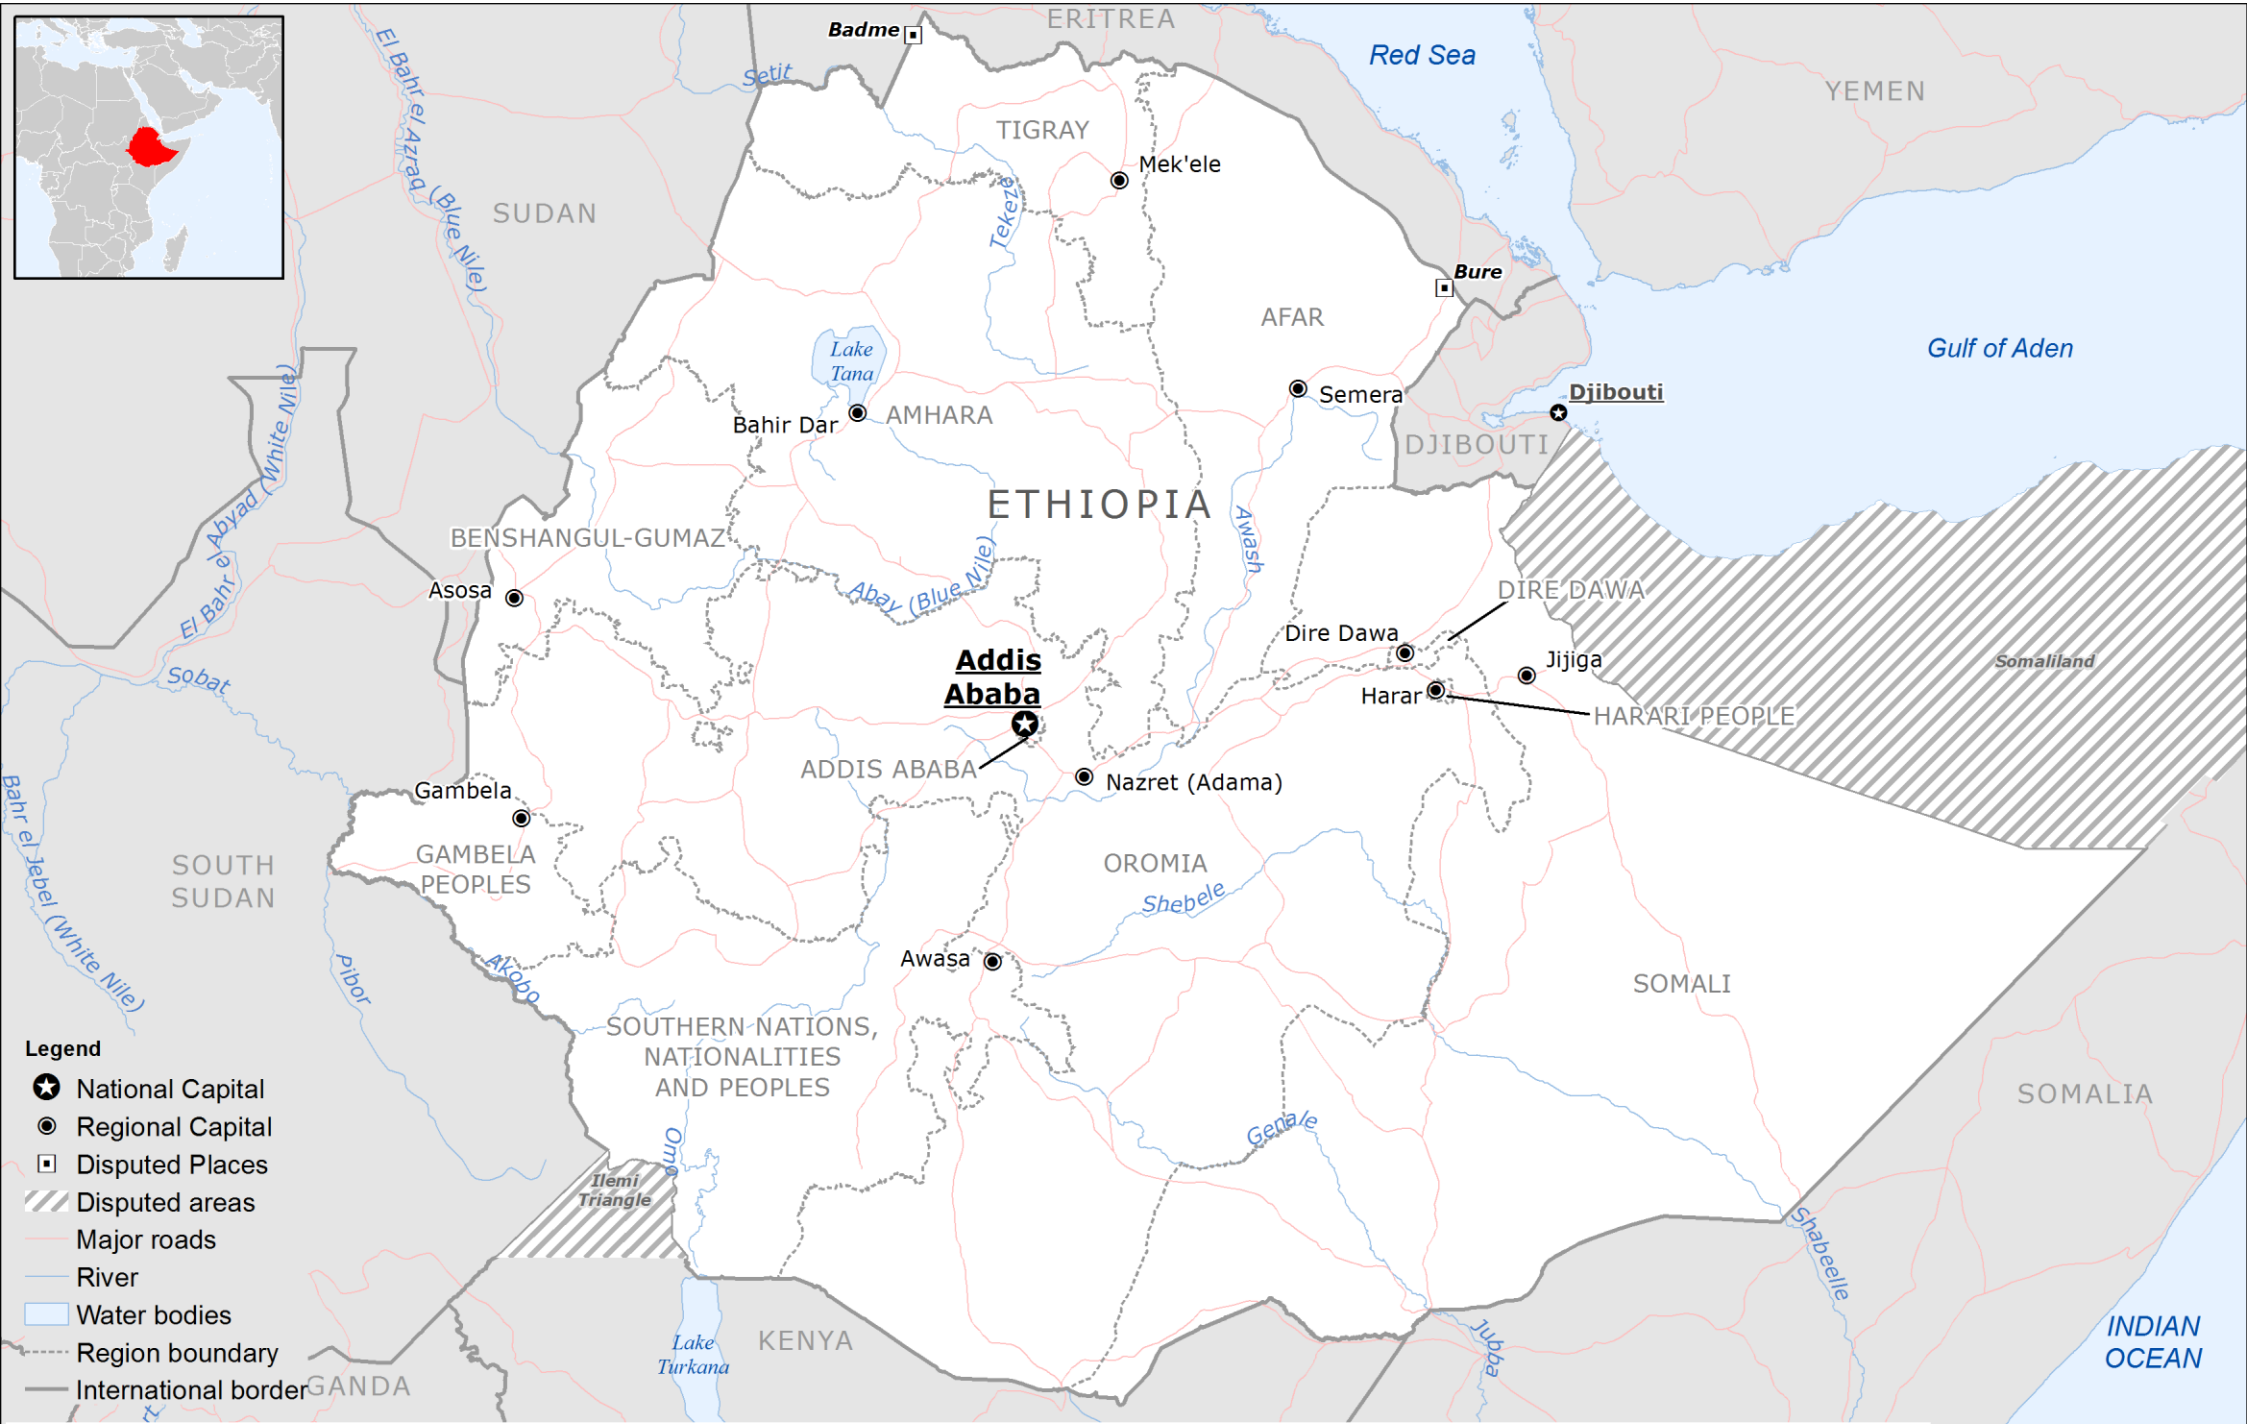 Badme
ERITREA
Red Sea
YEMEN
Setit
El Bahr el Azraq (Blue Nile)
TIGRAY
Mek'ele
Tekeze
SUDAN
Bure
AFAR
Lake
Tana
Gulf of Aden
Semera
Djibouti
Bahir Dar
AMHARA
DJIBOUTI
ETHIOPIA
El Bahr el Abyad (White Nile)
BENSHANGUL-GUMAZ
Awash
Asosa
Abay (Blue Nile)
DIRE DAWA
Dire Dawa
Addis
Ababa
Jijiga
Somaliland
Sobat
Harar
HARARI PEOPLE
ADDIS ABABA
Nazret (Adama)
Gambela
Bahr el Jebel (White Nile)
GAMBELA
PEOPLES
OROMIA
SOUTH
SUDAN
Shebele
Awasa
Akobo
Pibor
SOMALI
SOUTHERN NATIONS,
NATIONALITIES
AND PEOPLES
SOMALIA
Omo
Genale
Ilemi
Triangle
Shabeelle
Jubba
INDIAN
OCEAN
Lake
Turkana
KENYA
GANDA
rt
Legend
National Capital
Regional Capital
Disputed Places
Disputed areas
Major roads
River
Water bodies
Region boundary
International border